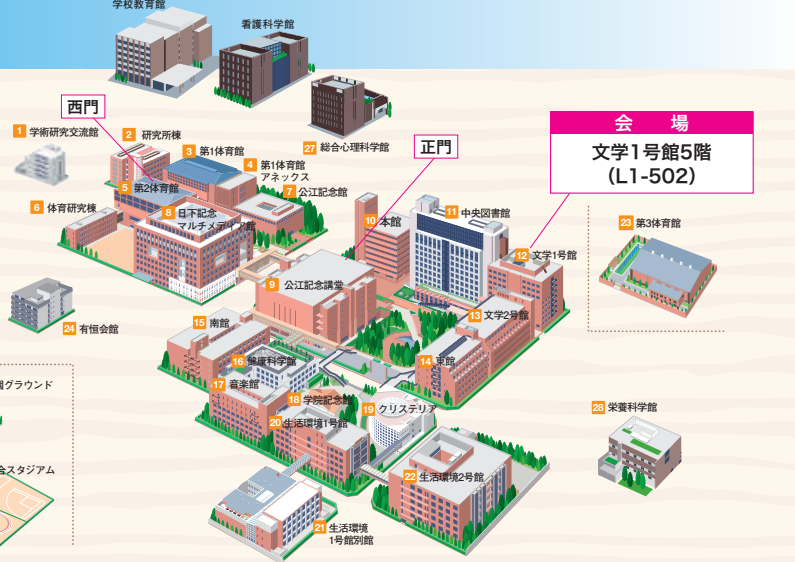 学校教育館
看護科学館
西門
会　場
文学1号館5階
(L1-502)
1 学術研究交流館
2 研究所棟
3 第1体育館
4 第1体育館
アネックス
27 総合心理科学館
正門
5 第2体育館
7 公江記念館
6 体育研究棟
8 日下記念
マルチメディア館
10 本館
11 中央図書館
23 第3体育館
12 文学1号館
9 公江記念講堂
24 有恒会館
15 南館
13 文学2号館
16 健康科学館
14 東館
17 音楽館
グラウンド
18 学院記念館
19 クリステリア
28 栄養科学館
20 生活環境1号館
スタジアム
22 生活環境2号館
21 生活環境
1号館別館